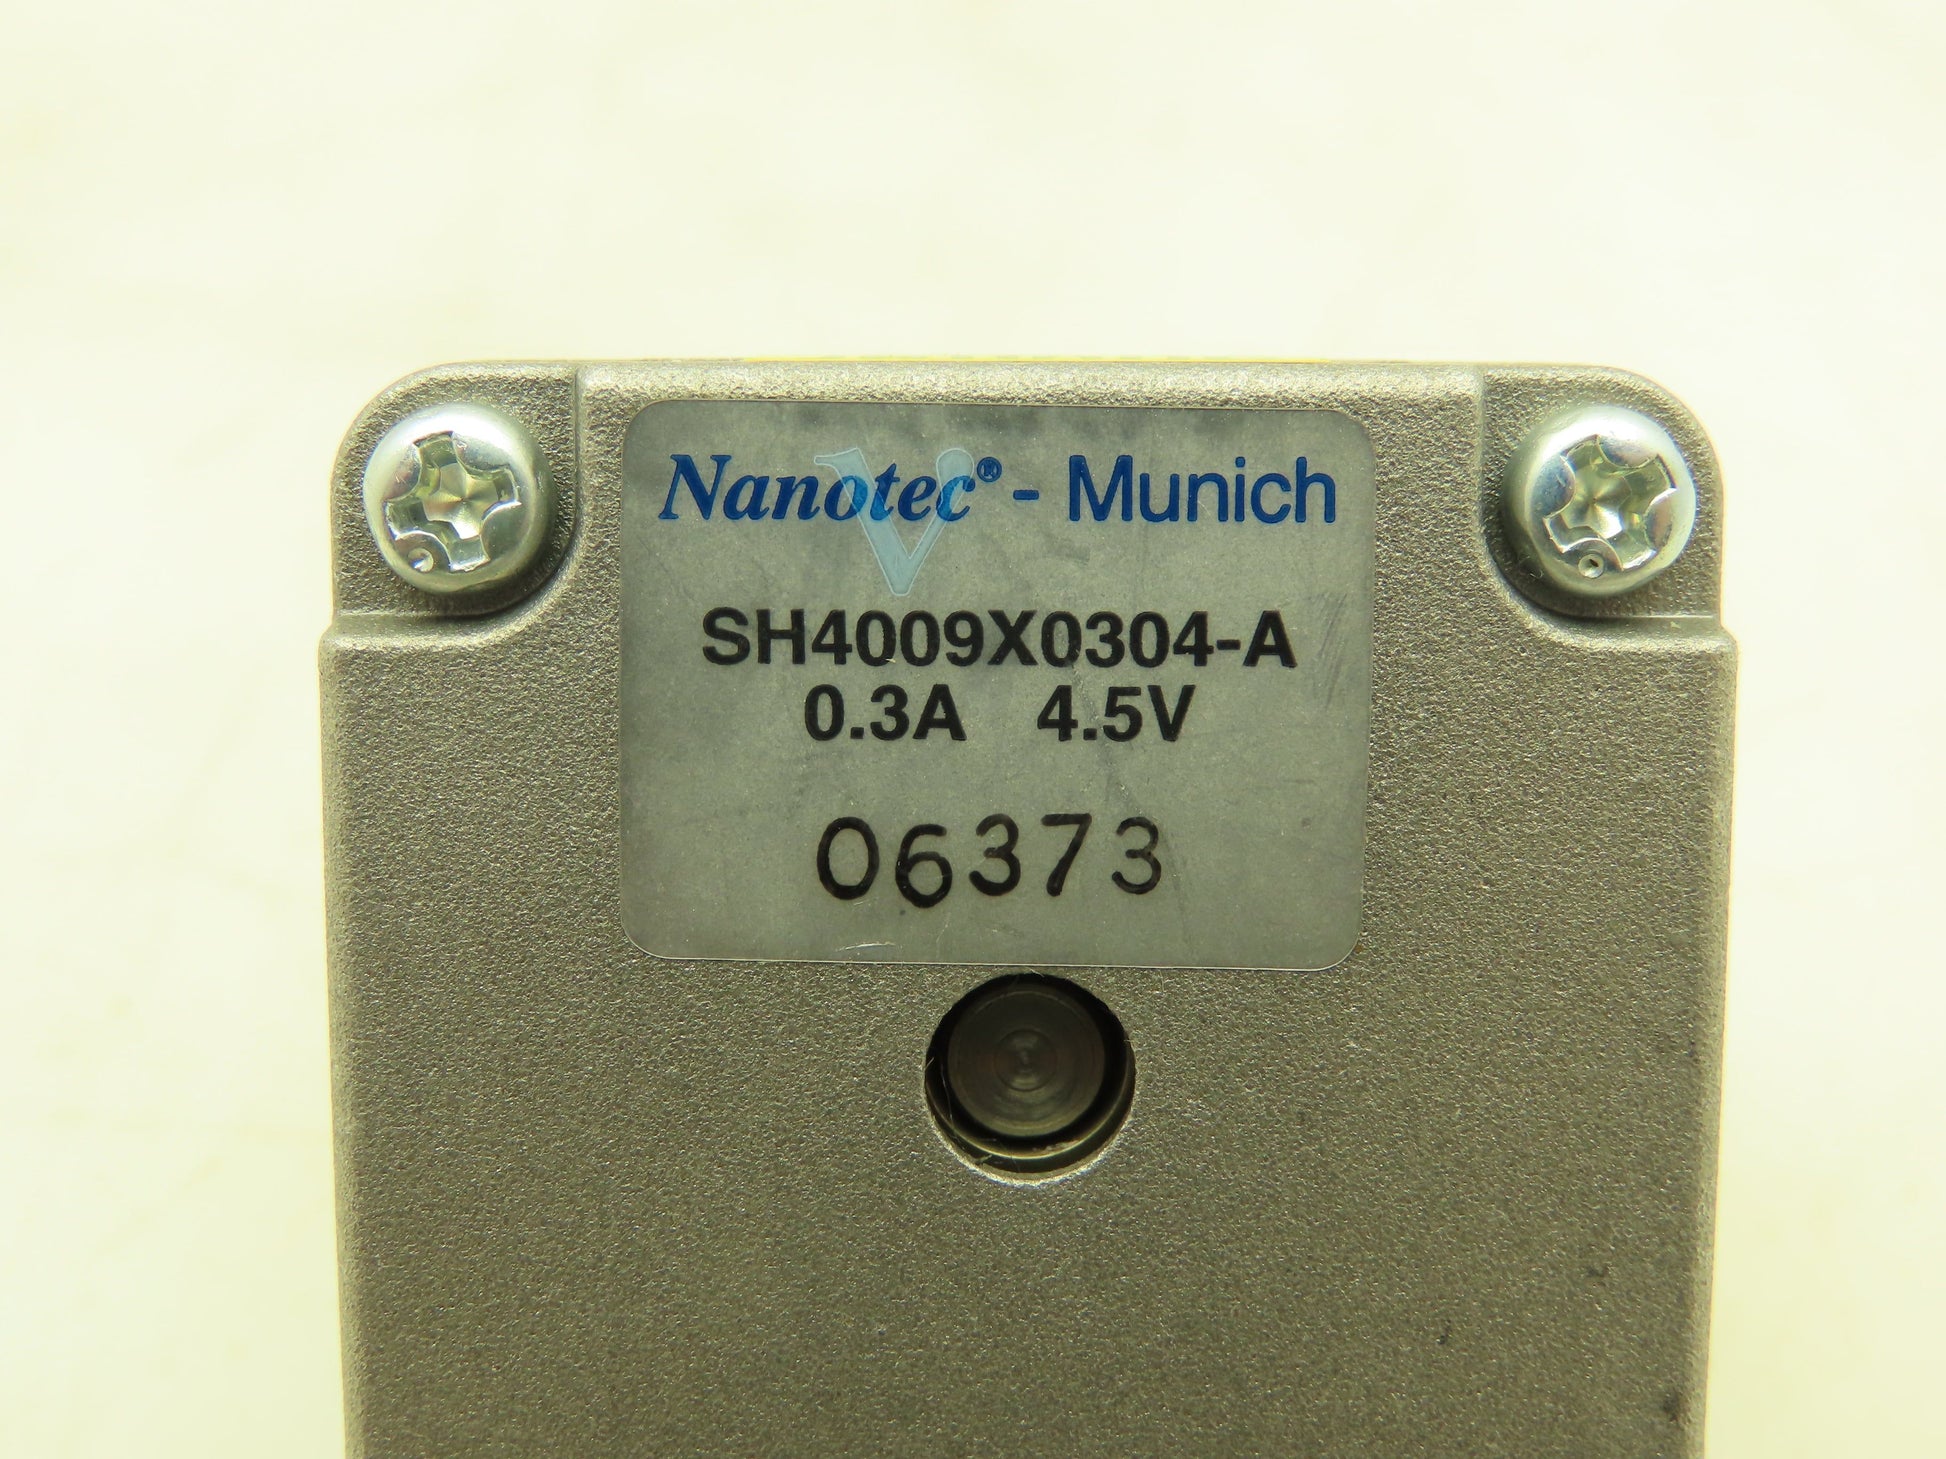 Nanotec® - Munich
V
SH4009X0304-A
0.3A 4.5V
06373